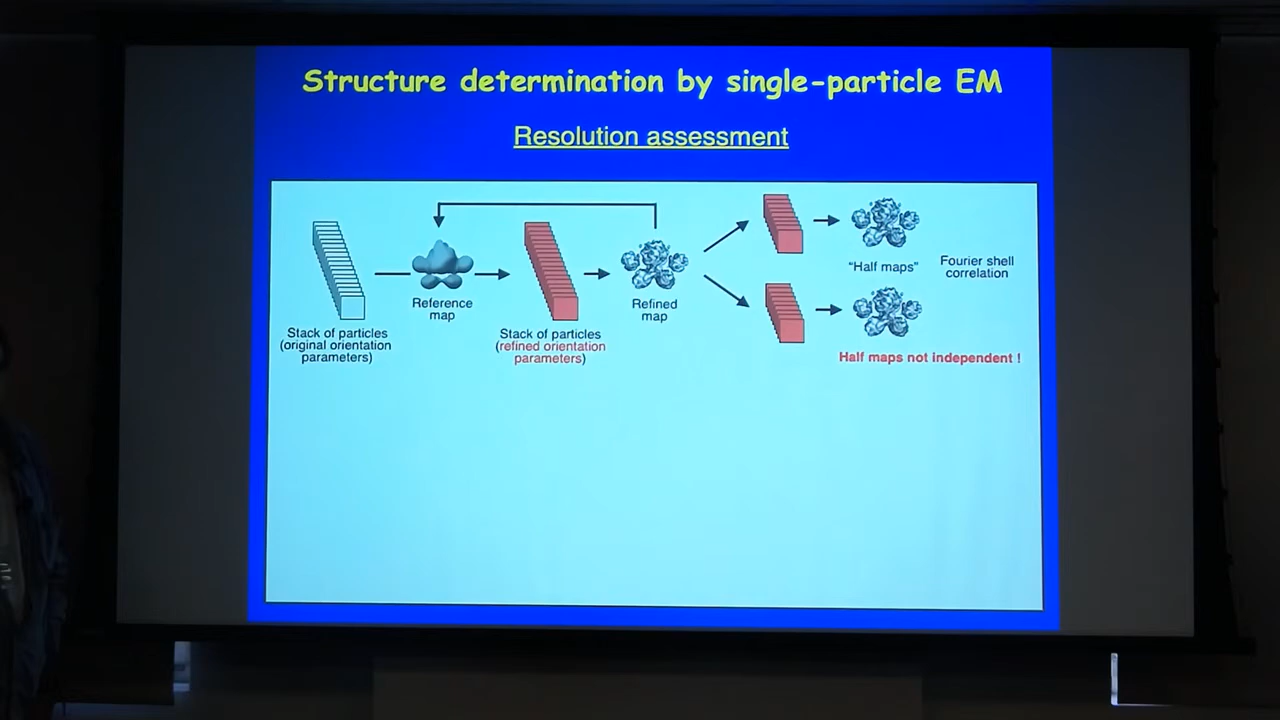 Structure determination by single-particle EM
Resolution assessment
"Half maps"
Fourier shell
correlation
Reference
map
Refined
map
Stack of particles
(original orientation
parameters)
Stack of particles
(refined orientation
parameters)
Half maps not independent !